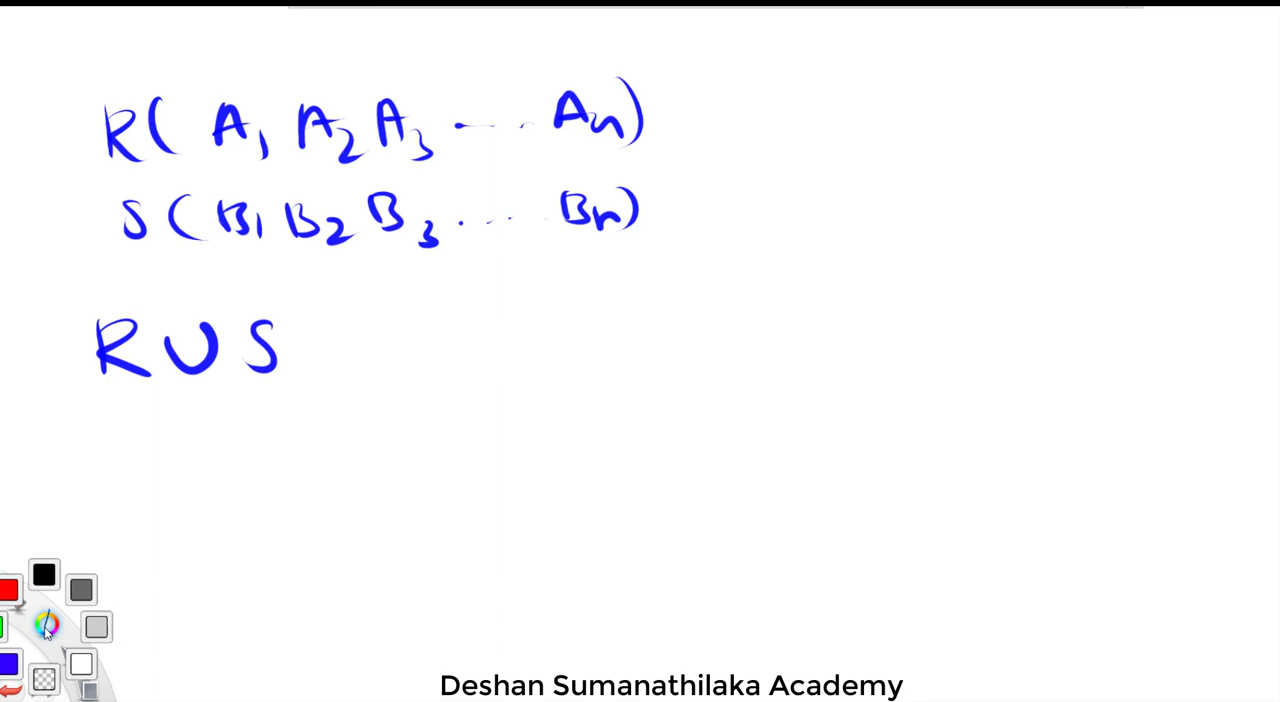 R( A₁ A₂ A₃ ..... Aₙ)
S (B₁ B₂ B₃ ..... Bₙ)
R ∪ S
Deshan Sumanathilaka Academy